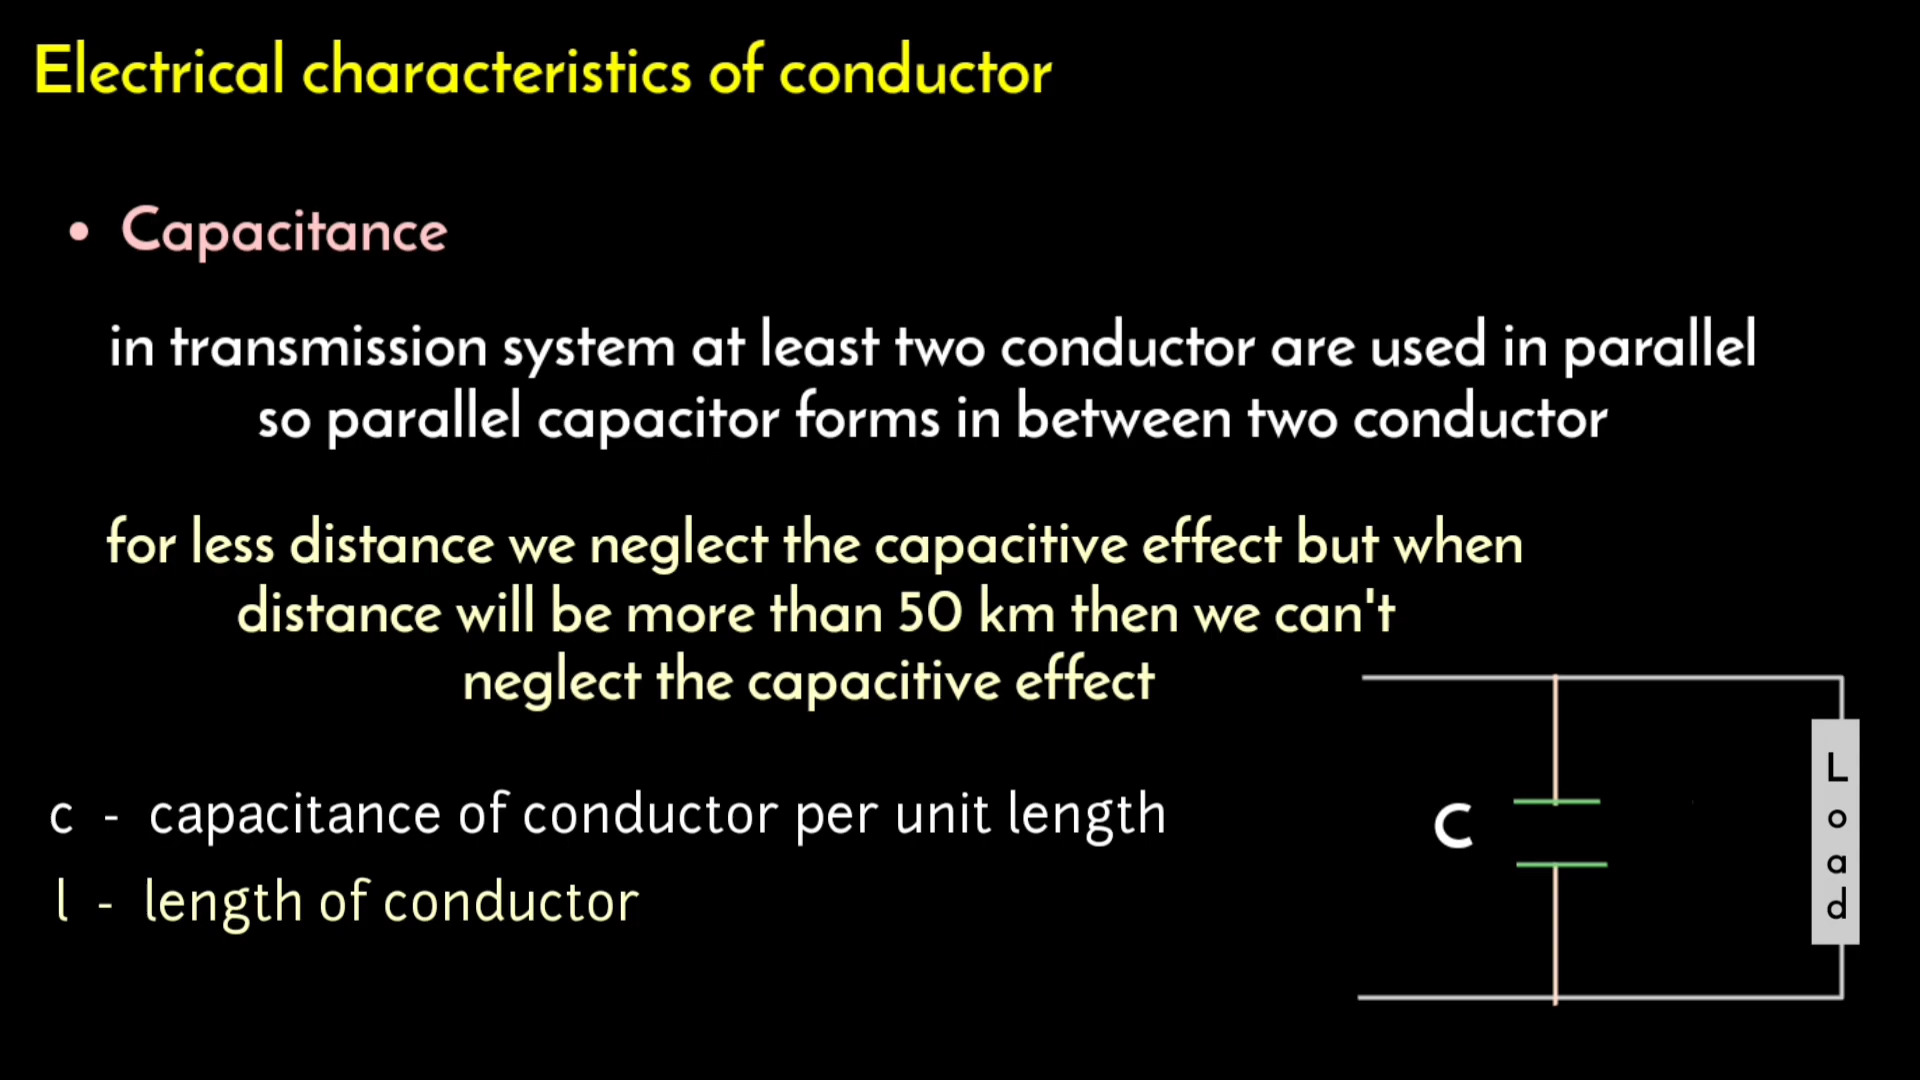 Electrical characteristics of conductor
• Capacitance
in transmission system at least two conductor are used in parallel
so parallel capacitor forms in between two conductor
for less distance we neglect the capacitive effect but when
distance will be more than 50 km then we can't
neglect the capacitive effect
c - capacitance of conductor per unit length
l - length of conductor
C
Load